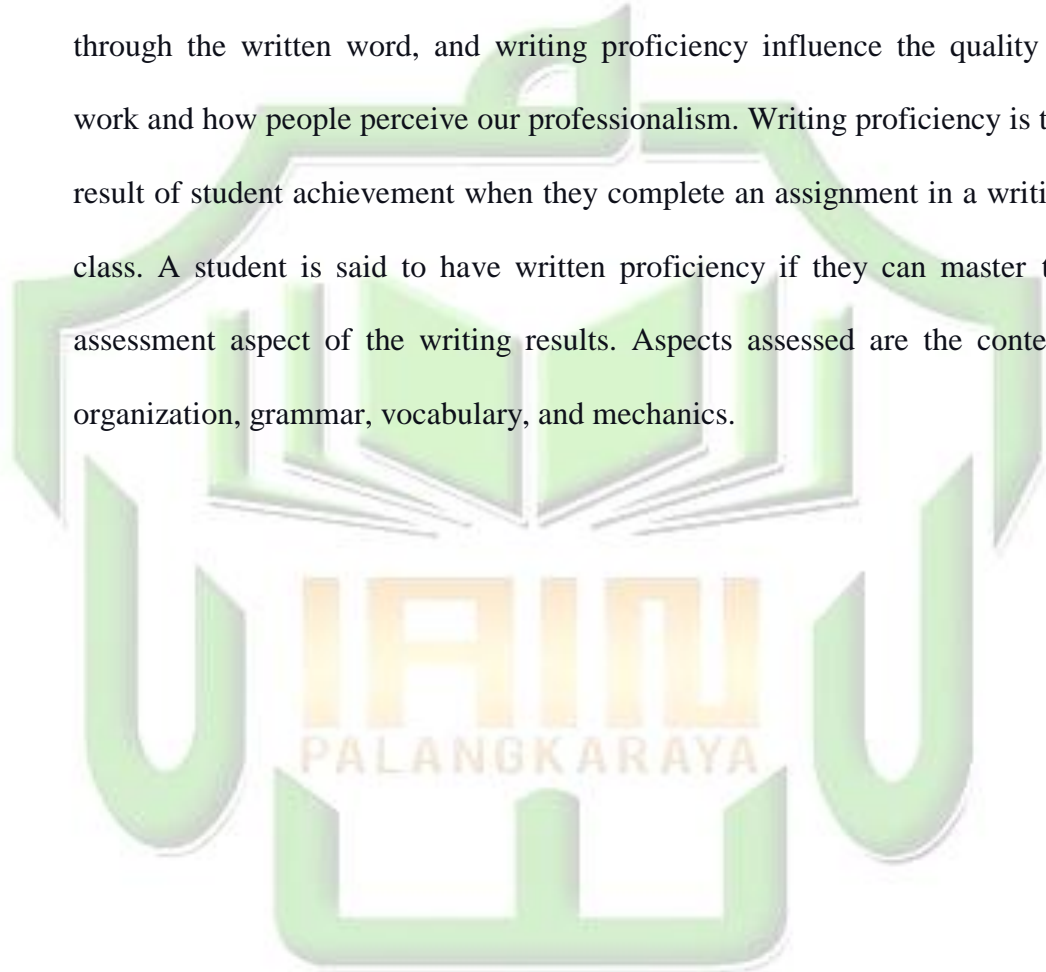 through the written word, and writing proficiency influence the quality
work and how people perceive our professionalism. Writing proficiency is t
result of student achievement when they complete an assignment in a writi
class. A student is said to have written proficiency if they can master t
assessment aspect of the writing results. Aspects assessed are the conte
organization, grammar, vocabulary, and mechanics.
IAIN
PALANGKARAYA